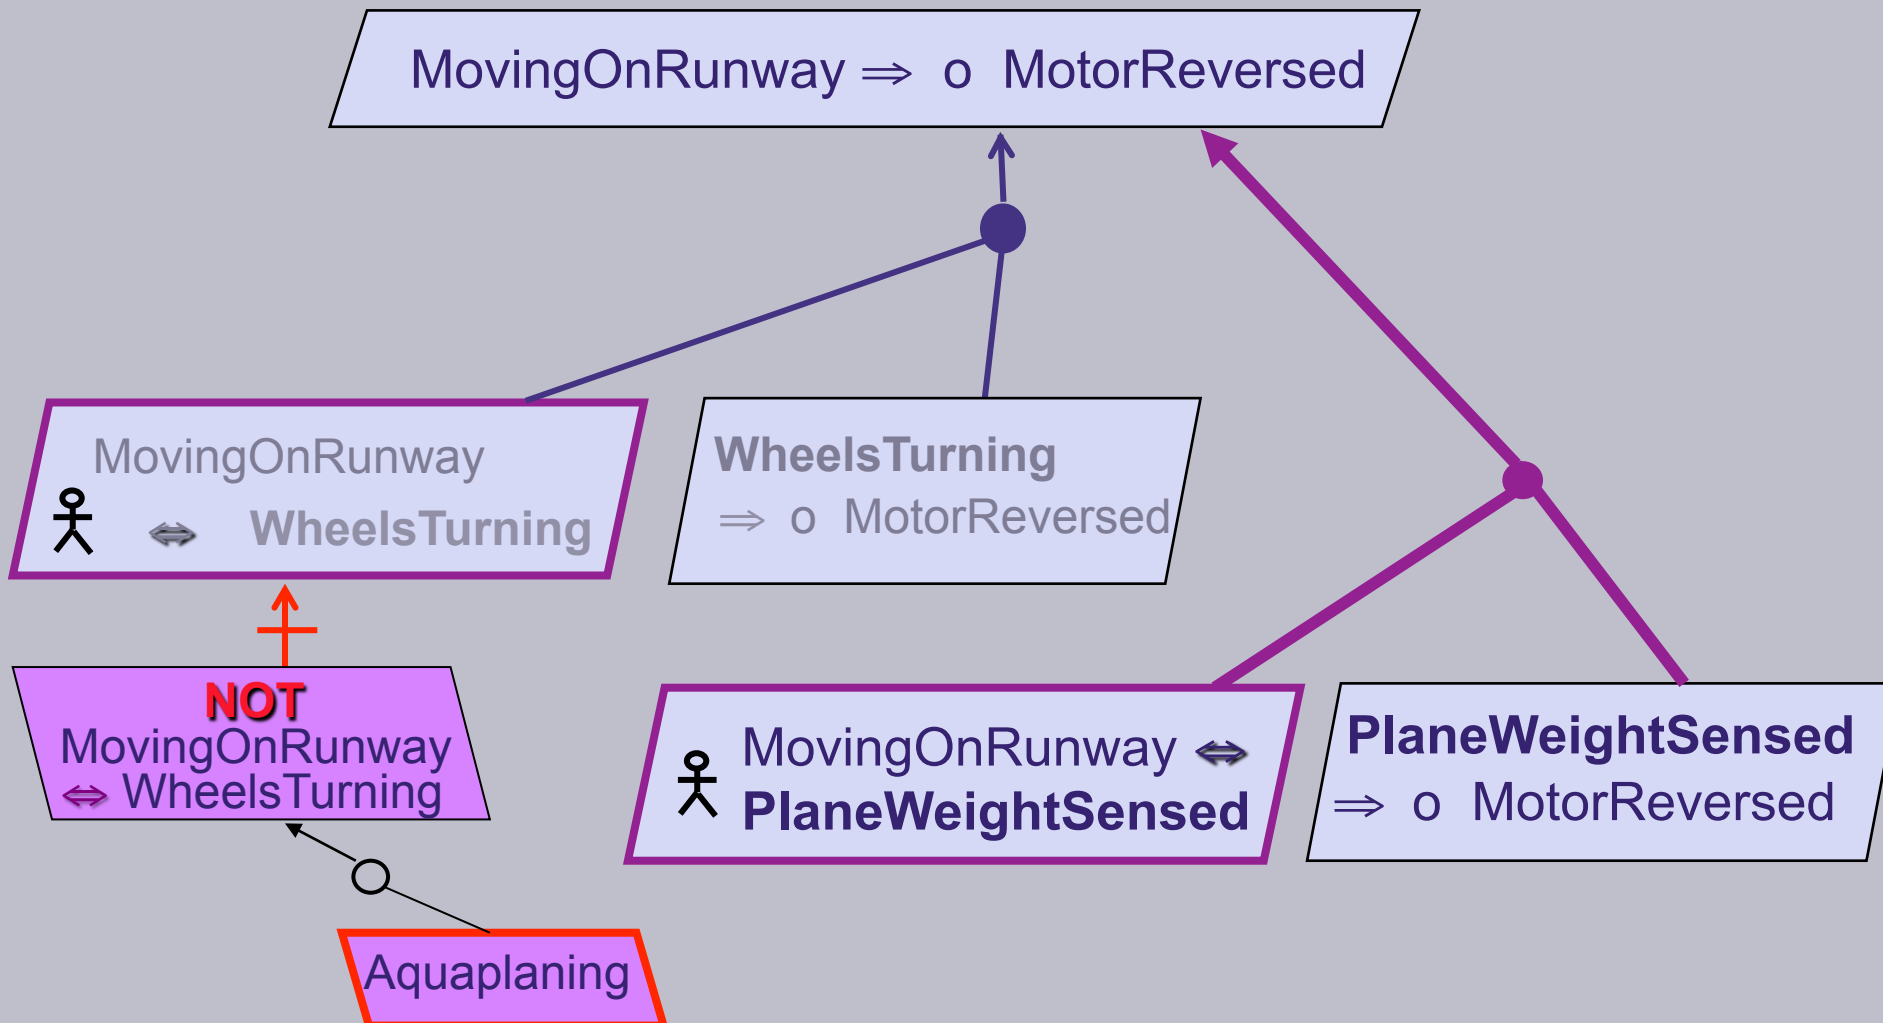 MovingOnRunway ⇒ o MotorReversed
MovingOnRunway
⇔ WheelsTurning
WheelsTurning
⇒ o MotorReversed
NOT
MovingOnRunway
⇔ WheelsTurning
MovingOnRunway ⇔
PlaneWeightSensed
PlaneWeightSensed
⇒ o MotorReversed
Aquaplaning